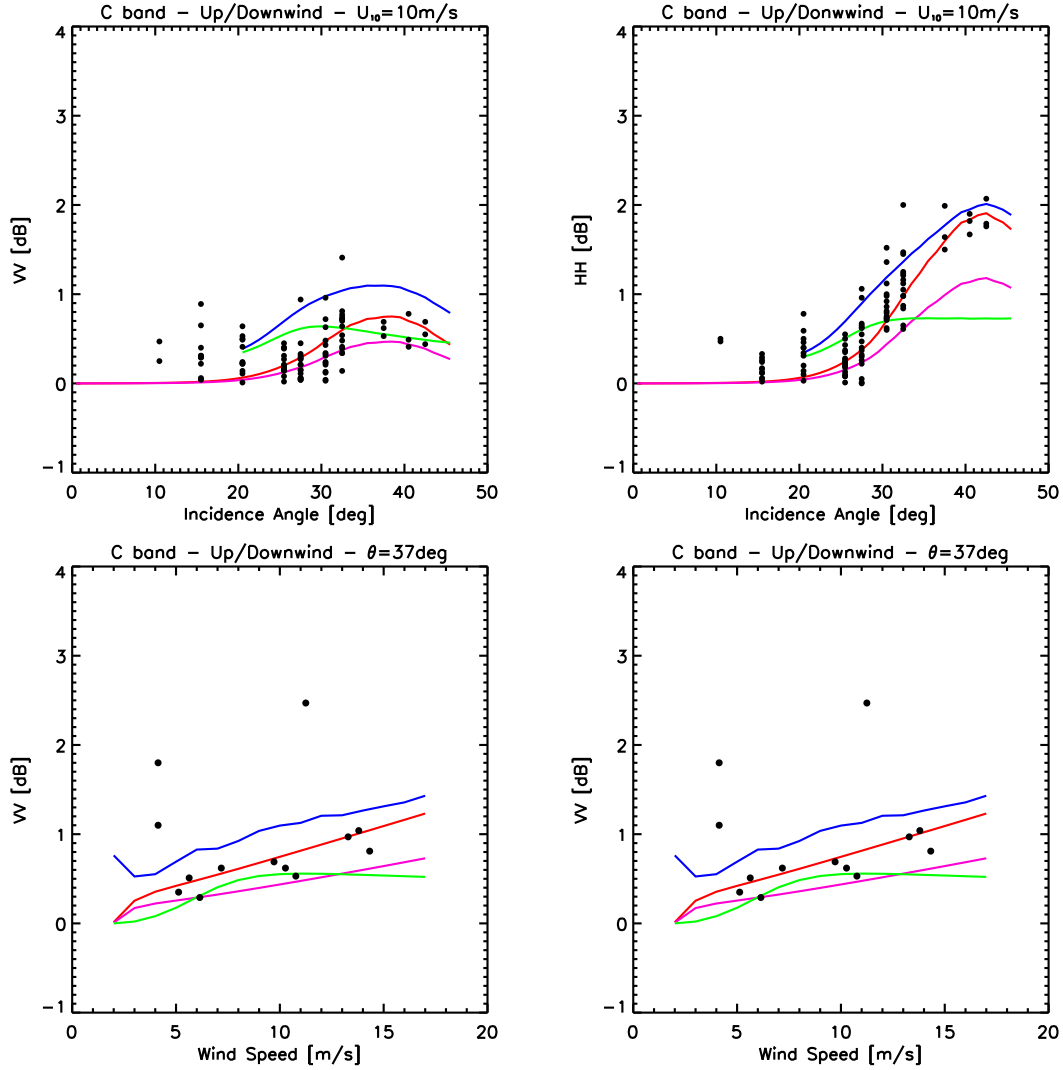 C band – Up/Downwind – U₁₀=10m/s
4
3
2
1
0
−1
VV [dB]
0 10 20 30 40 50
Incidence Angle [deg]
C band – Up/Donwwind – U₁₀=10m/s
4
3
2
1
0
−1
HH [dB]
0 10 20 30 40 50
Incidence Angle [deg]
C band – Up/Downwind – θ=37deg
4
3
2
1
0
−1
VV [dB]
0 5 10 15 20
Wind Speed [m/s]
C band – Up/Downwind – θ=37deg
4
3
2
1
0
−1
VV [dB]
0 5 10 15 20
Wind Speed [m/s]